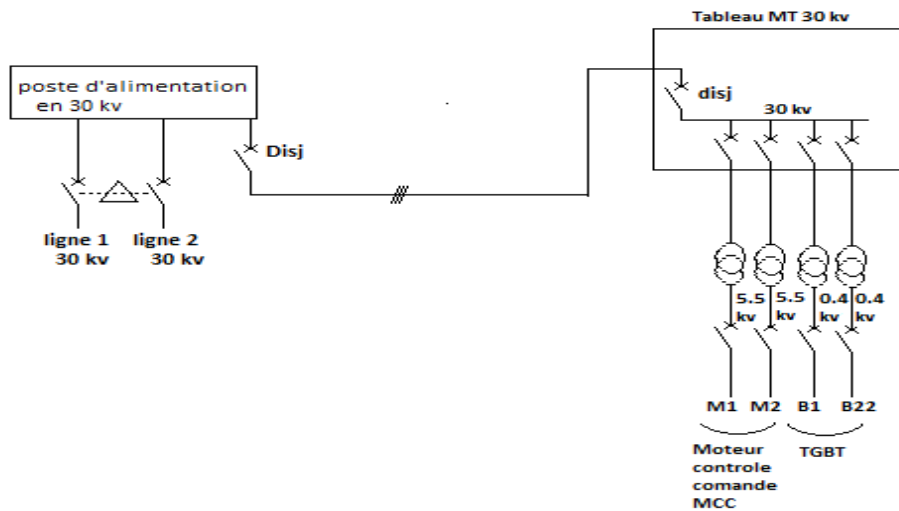 Tableau MT 30 kv
poste d'alimentation
en 30 kv
disj
30 kv
Disj
ligne 1
30 kv
ligne 2
30 kv
5.5
kv
5.5
kv
0.4
kv
0.4
kv
M1
M2
B1
B22
Moteur
controle
comande
MCC
TGBT